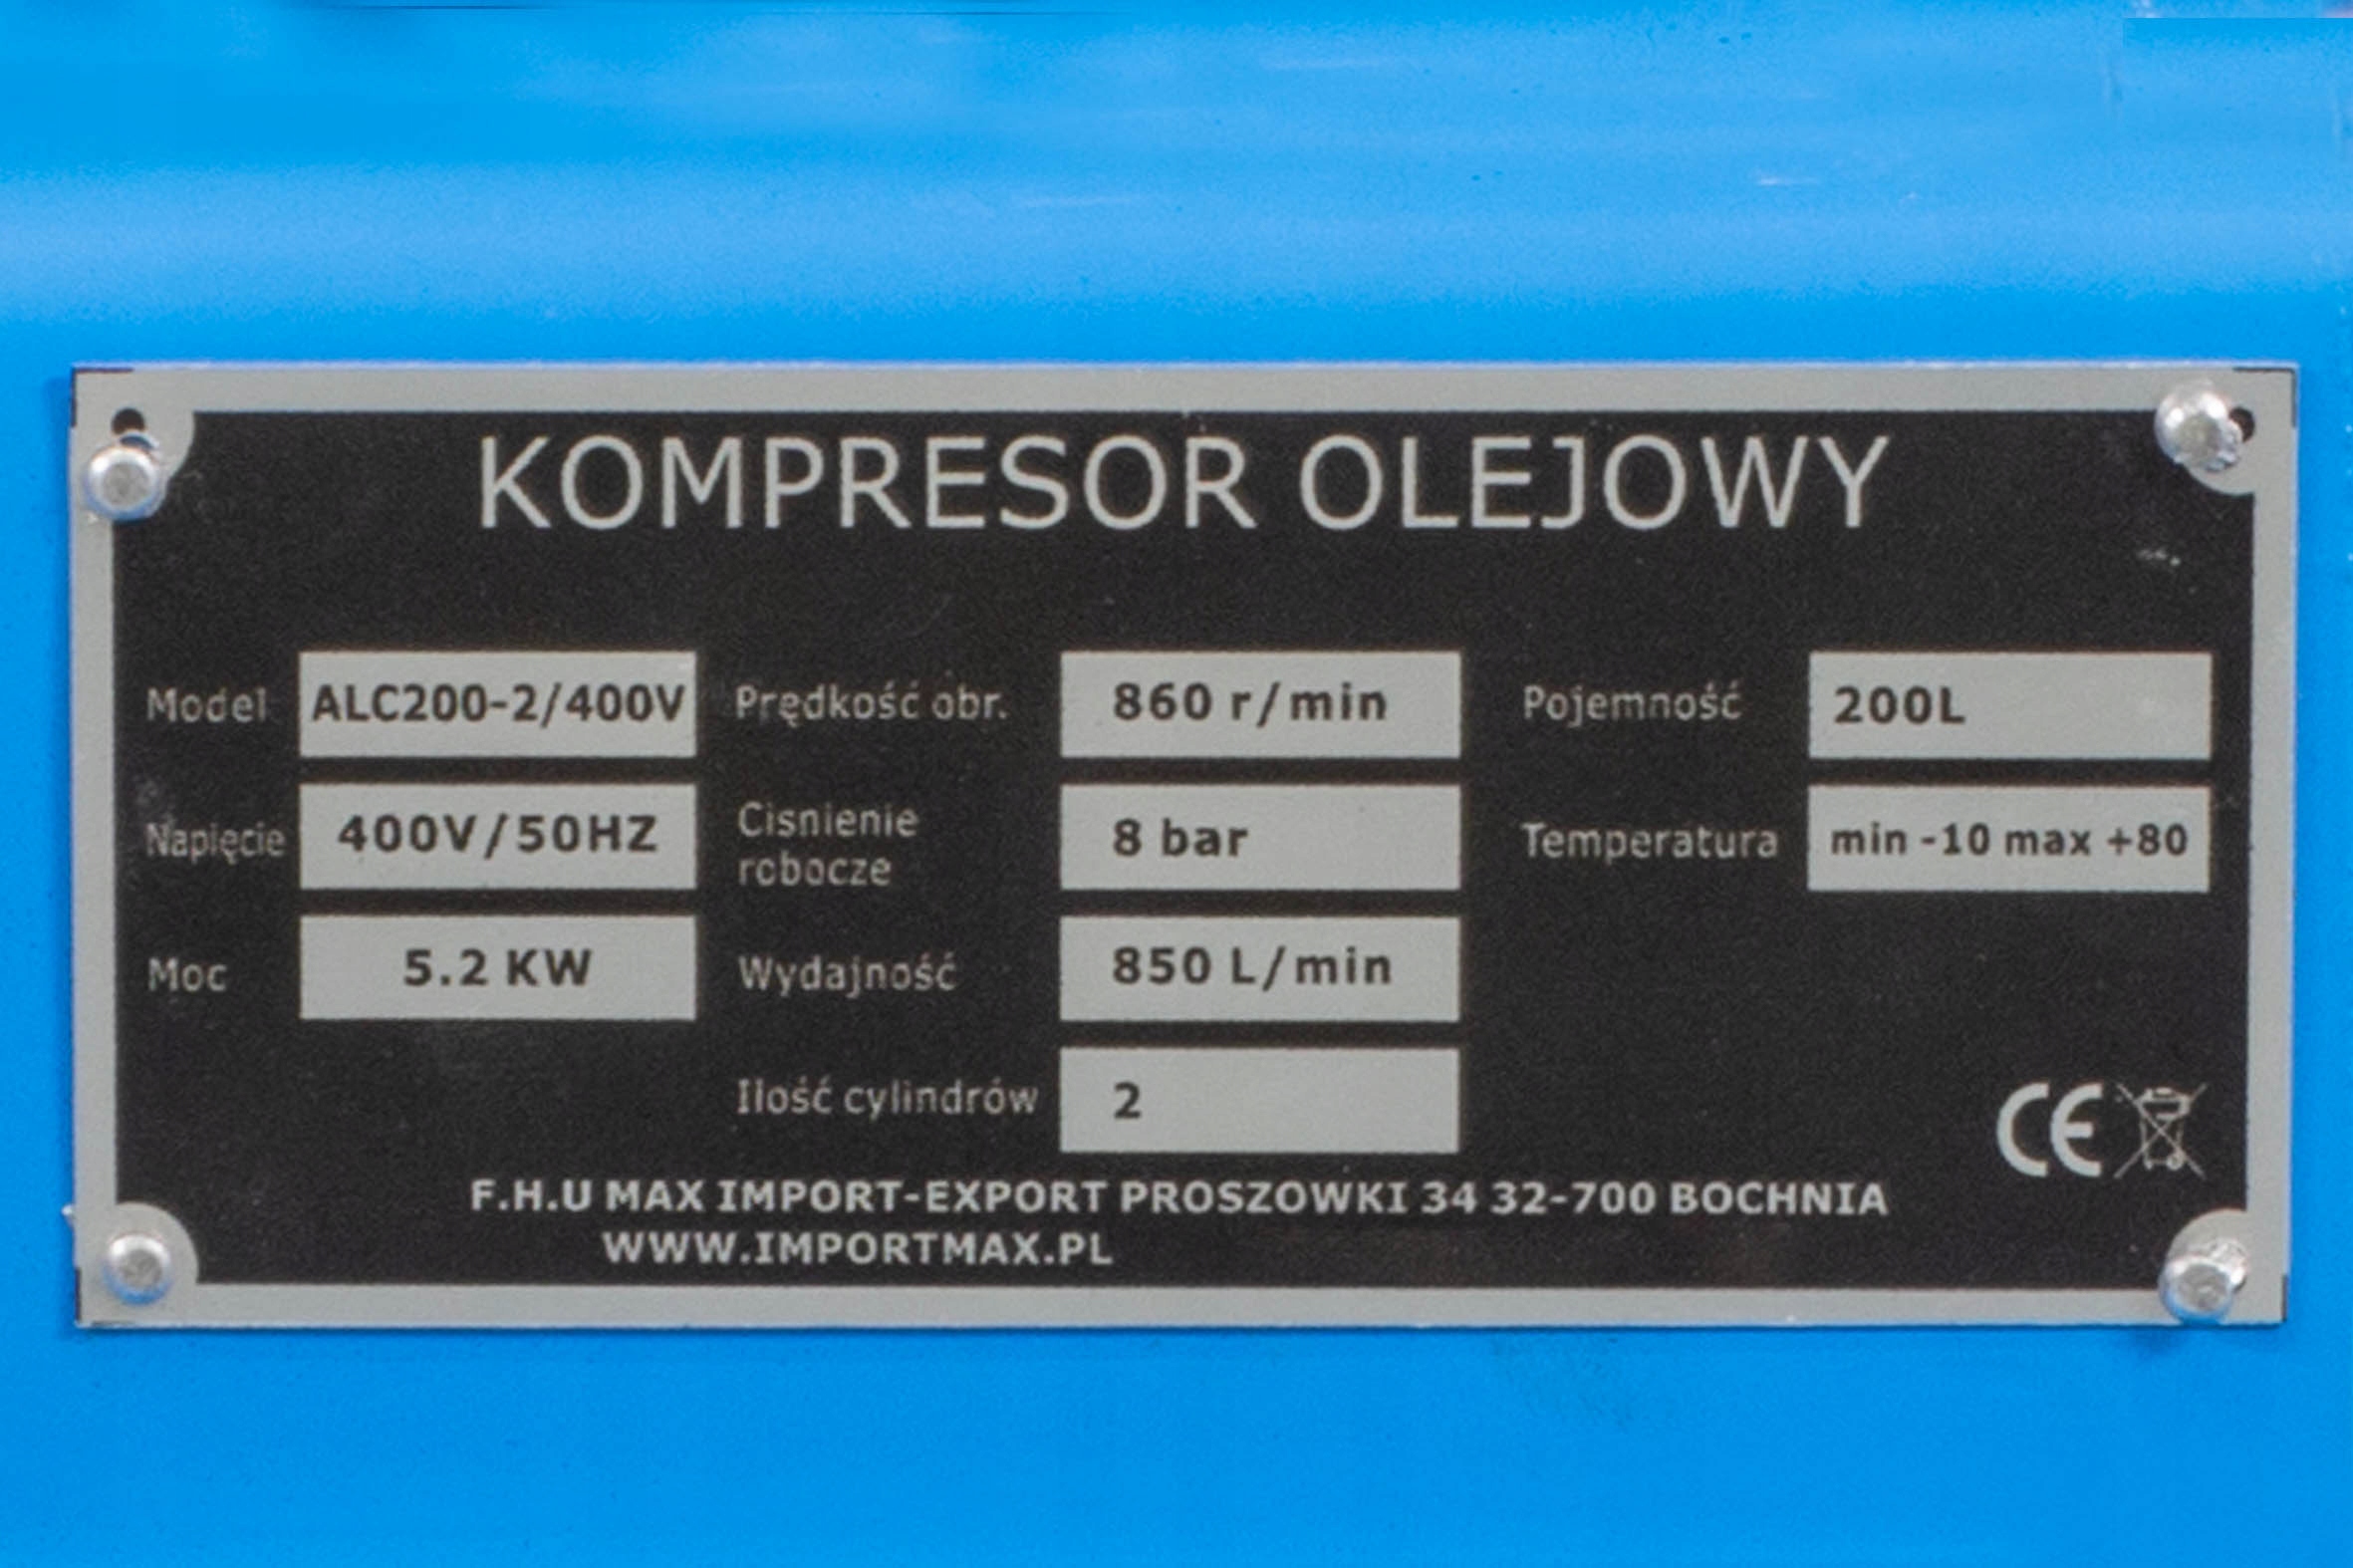 KOMPRESOR OLEJOWY
Model ALC200-2/400V Prędkość obr. 860 r/min Pojemność 200L
Napięcie 400V/50HZ Cisnienie robocze 8 bar Temperatura min -10 max +80
Moc 5.2 KW Wydajność 850 L/min
Ilość cylindrów 2
CE
F.H.U MAX IMPORT-EXPORT PROSZOWKI 34 32-700 BOCHNIA
WWW.IMPORTMAX.PL